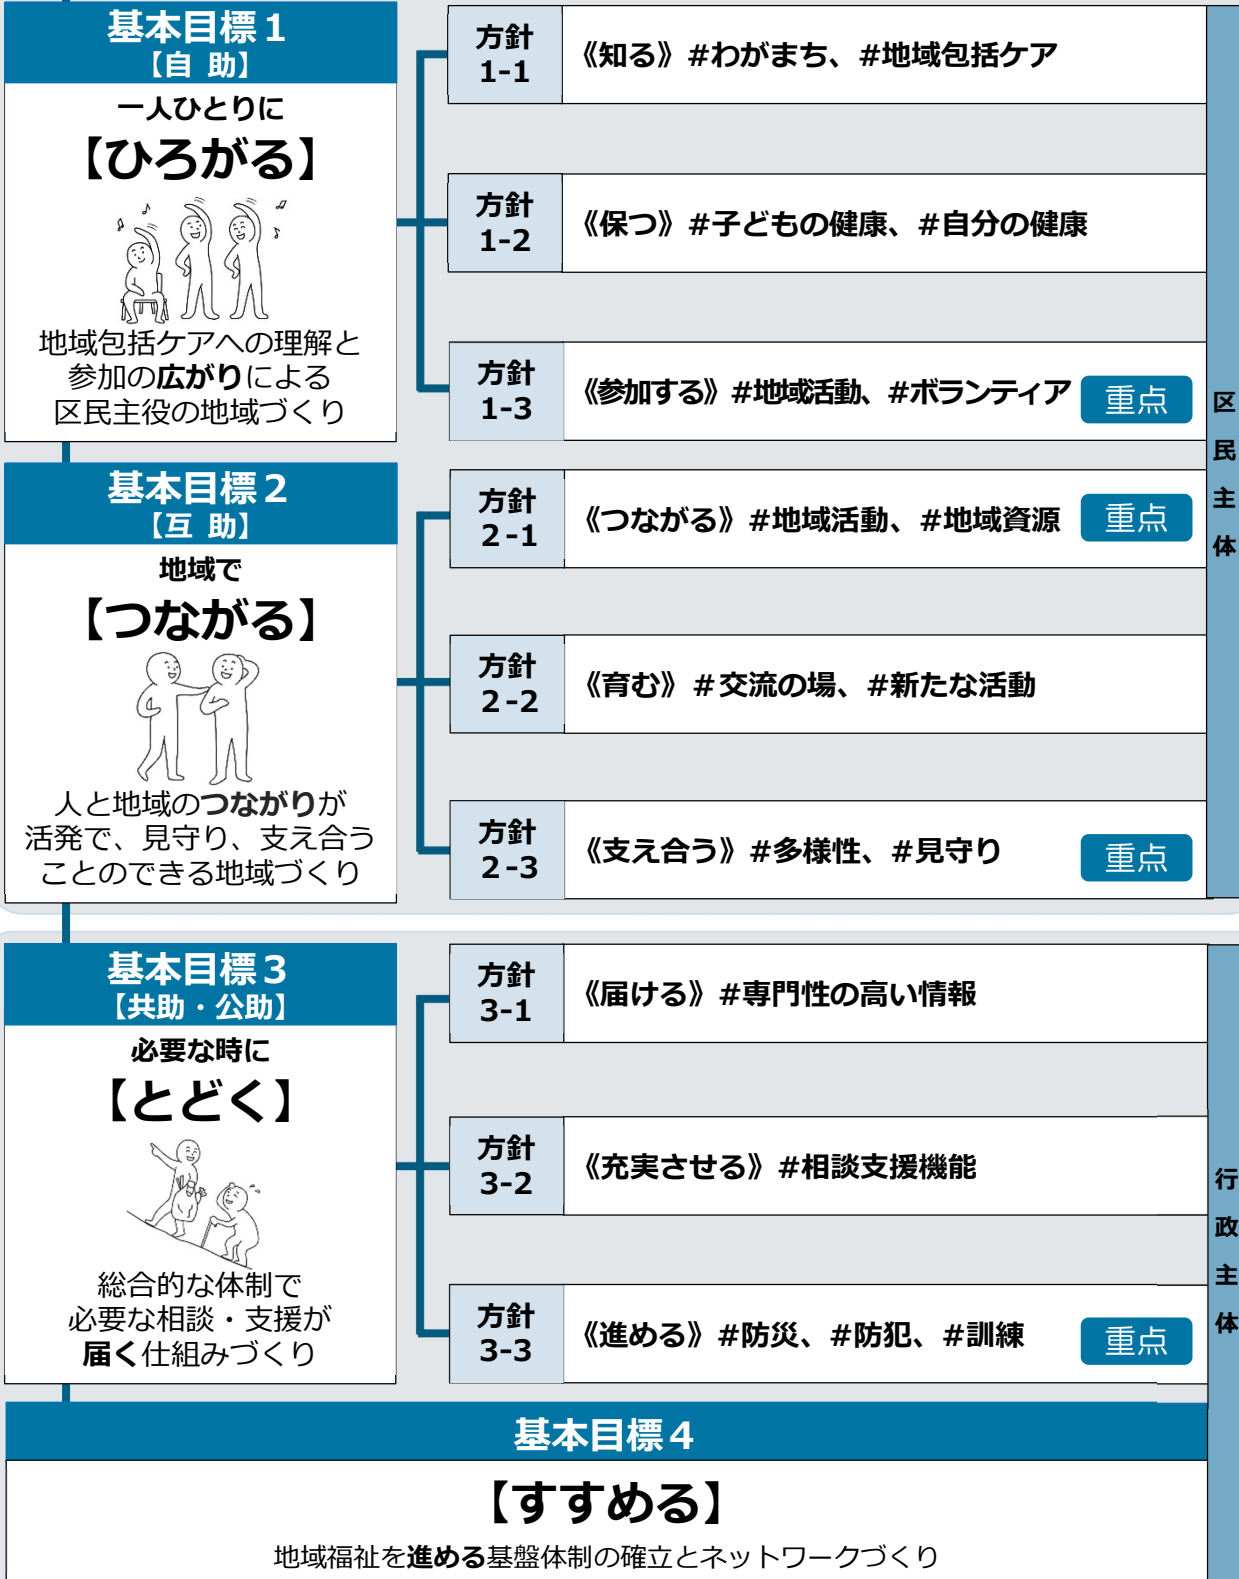 基本目標１
【自 助】
一人ひとりに
【ひろがる】
地域包括ケアへの理解と
参加の広がりによる
区民主役の地域づくり
方針
1-1
《知る》#わがまち、#地域包括ケア
方針
1-2
《保つ》#子どもの健康、#自分の健康
方針
1-3
《参加する》#地域活動、#ボランティア
重点
基本目標２
【互 助】
地域で
【つながる】
人と地域のつながりが
活発で、見守り、支え合う
ことのできる地域づくり
方針
２-1
《つながる》#地域活動、#地域資源
重点
方針
２-2
《育む》＃交流の場、#新たな活動
方針
２-3
《支え合う》#多様性、#見守り
重点
区民主体
基本目標３
【共助・公助】
必要な時に
【とどく】
総合的な体制で
必要な相談・支援が
届く仕組みづくり
方針
3-1
《届ける》#専門性の高い情報
方針
3-2
《充実させる》#相談支援機能
方針
3-3
《進める》#防災、#防犯、#訓練
重点
行政主体
基本目標４
【すすめる】
地域福祉を進める基盤体制の確立とネットワークづくり